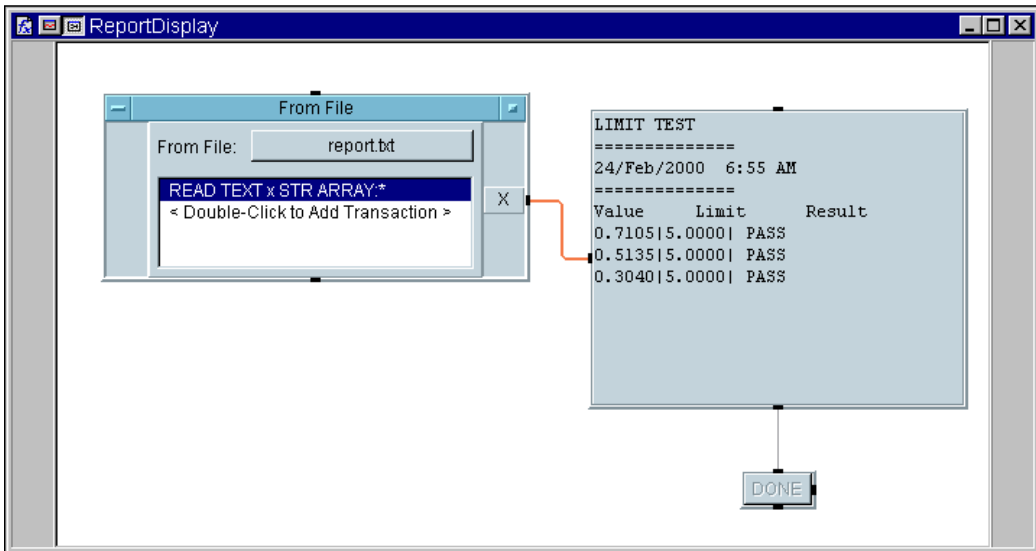 ReportDisplay
From File
From File: report.txt
READ TEXT x STR ARRAY:*
< Double-Click to Add Transaction >
X
LIMIT TEST
==============
24/Feb/2000  6:55 AM
==============
Value     Limit      Result
0.7105|5.0000| PASS
0.5135|5.0000| PASS
0.3040|5.0000| PASS
DONE